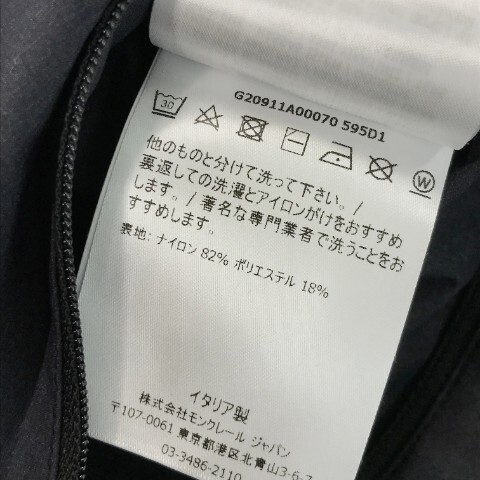 G20911A00070 595D1
30
W
他のものと分けて洗って下さい。/
裏返しての洗濯とアイロンがけをおすすめ
します。/ 著名な専門業者で洗うことをお
すすめします。
表地: ナイロン 82% ポリエステル 18%
イタリア製
株式会社モンクレール ジャパン
〒107-0061 東京都港区北青山3-6-7
03-3486-2110